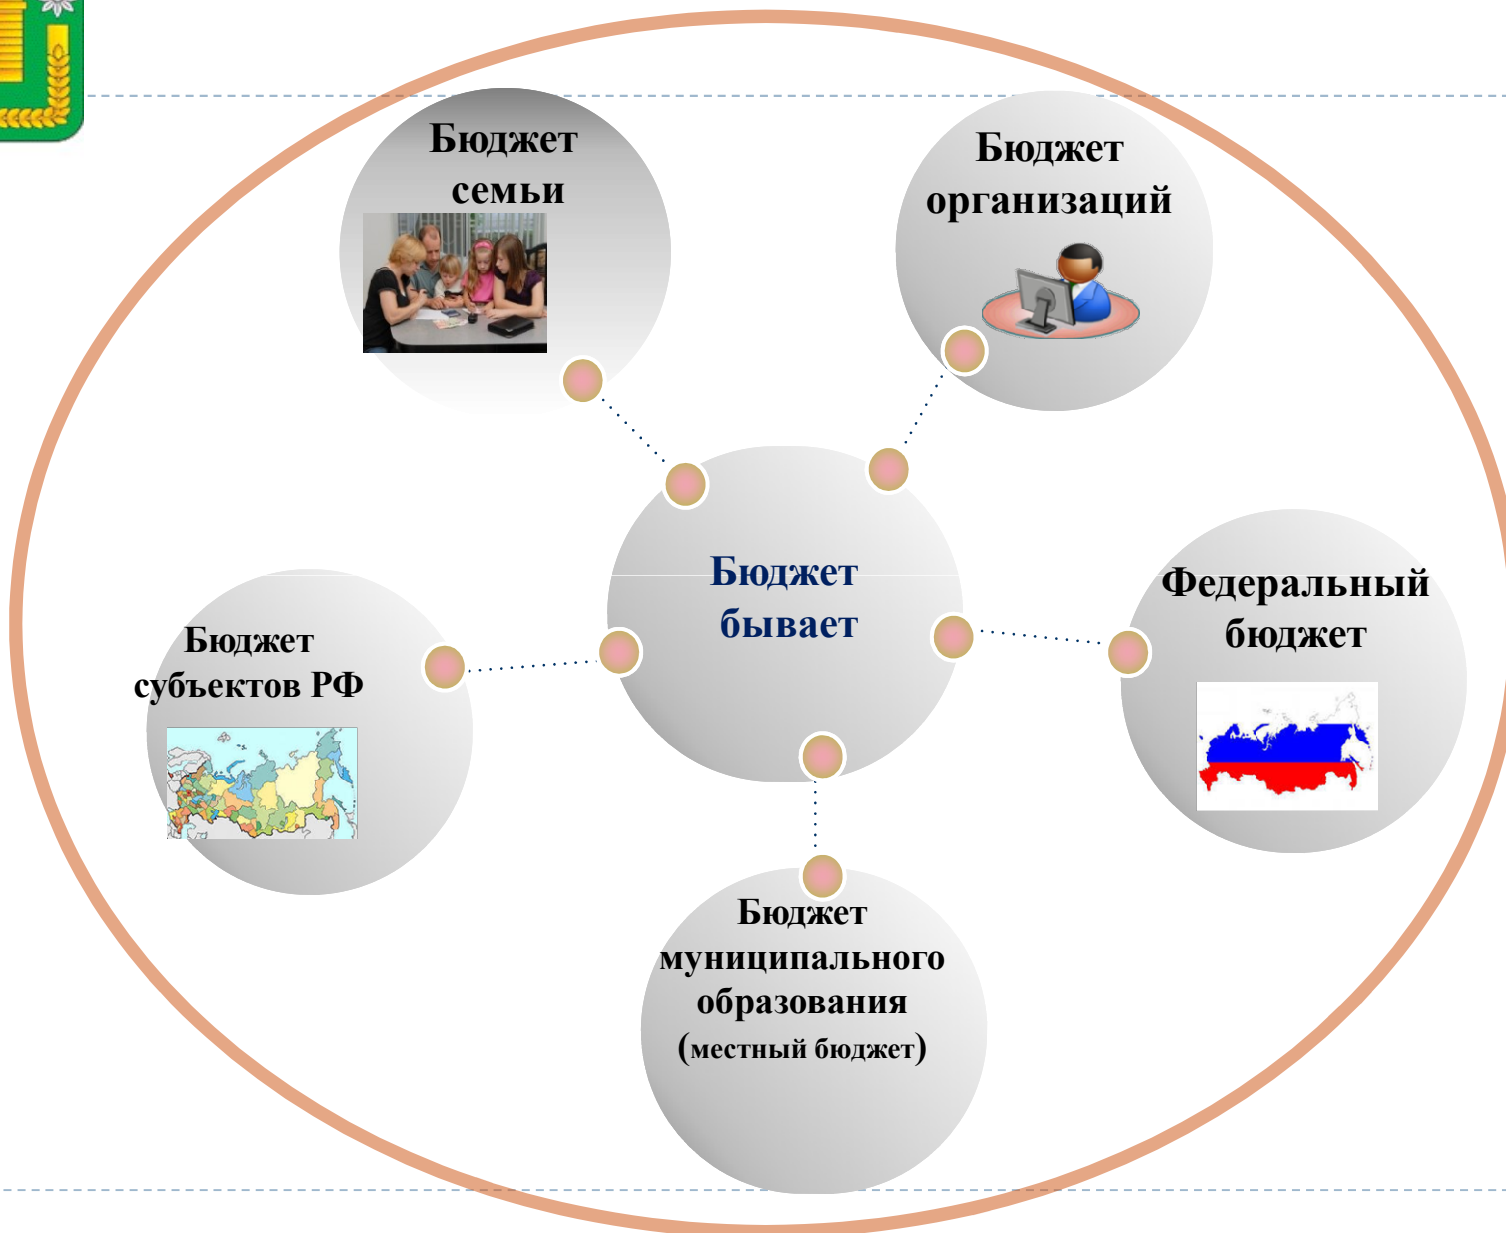 Бюджет
семьи
Бюджет
организаций
Бюджет
бывает
Федеральный
бюджет
Бюджет
субъектов РФ
Бюджет
муниципального
образования
(местный бюджет)